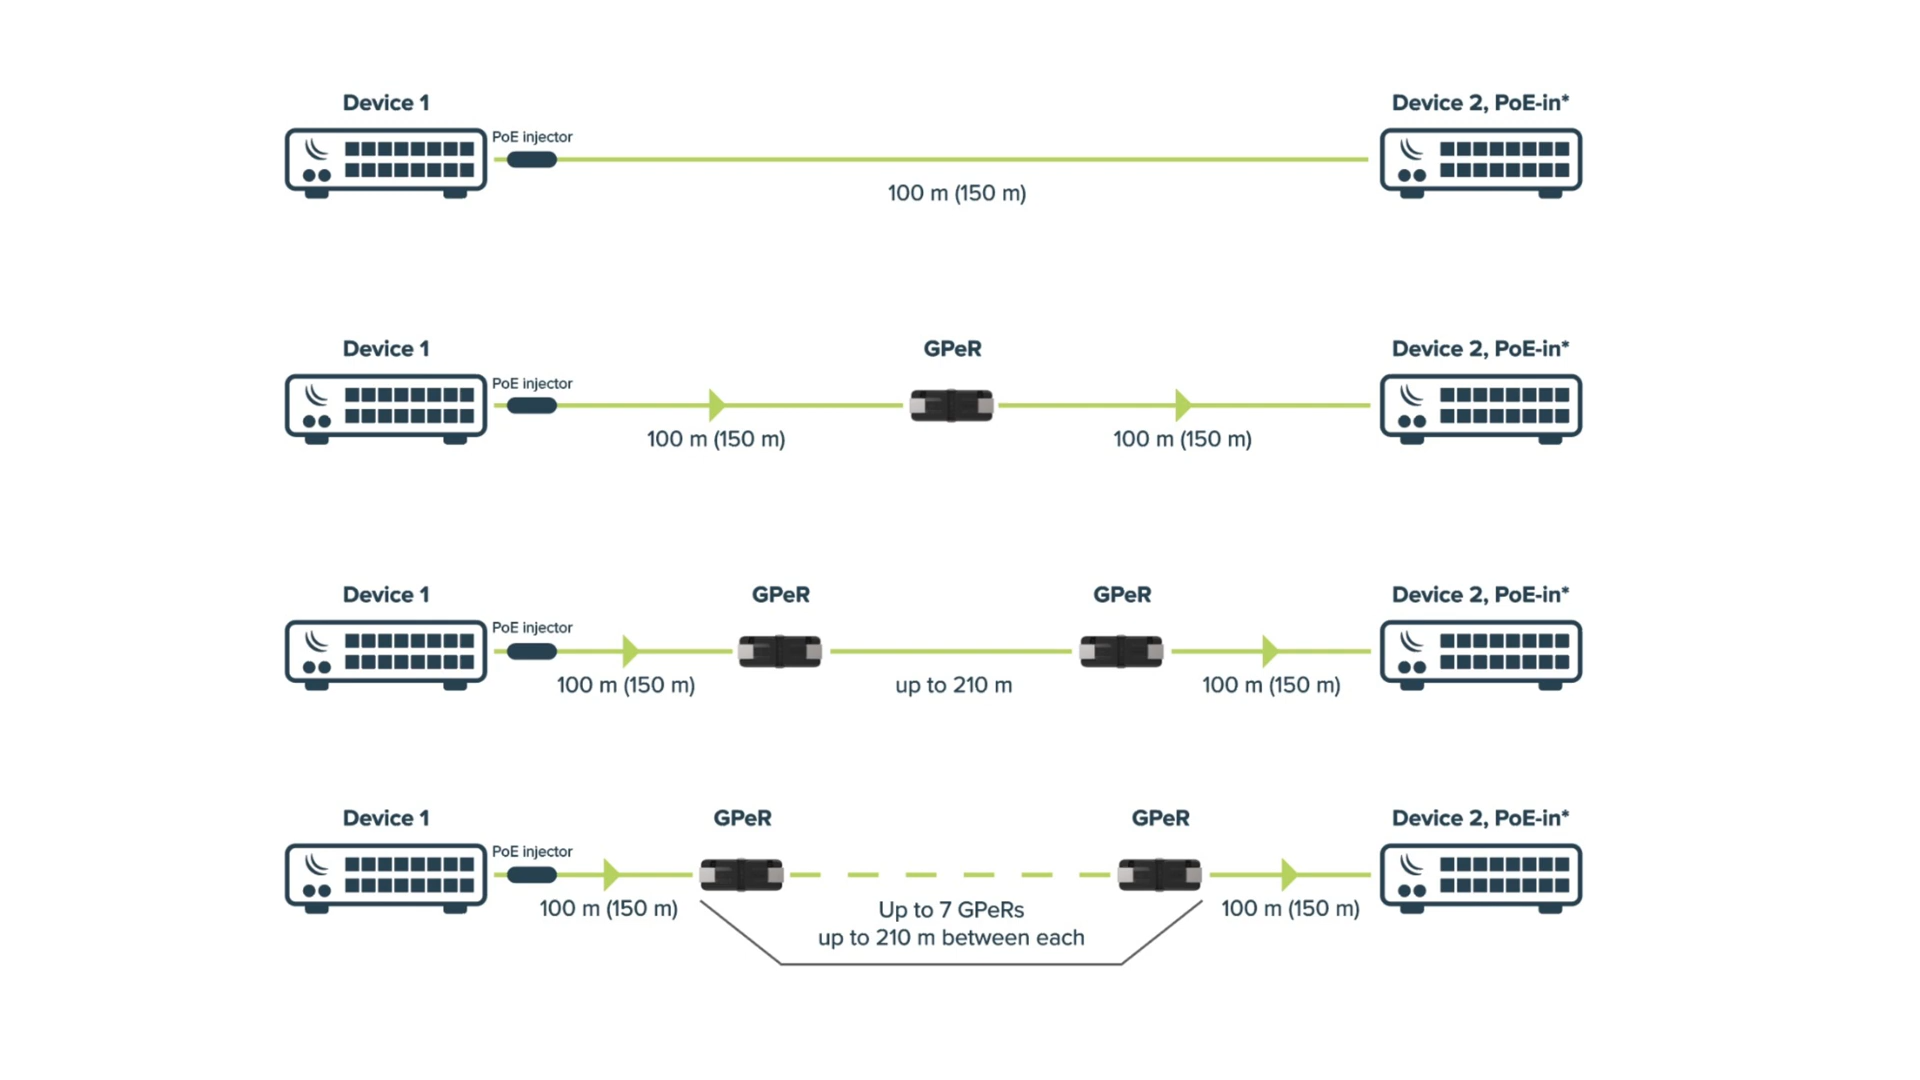 Device 1
Device 2, PoE-in*
PoE injector
100 m (150 m)
Device 1
GPeR
Device 2, PoE-in*
PoE injector
100 m (150 m)
100 m (150 m)
Device 1
GPeR
GPeR
Device 2, PoE-in*
PoE injector
100 m (150 m)
up to 210 m
100 m (150 m)
Device 1
GPeR
GPeR
Device 2, PoE-in*
PoE injector
100 m (150 m)
Up to 7 GPeRs
up to 210 m between each
100 m (150 m)